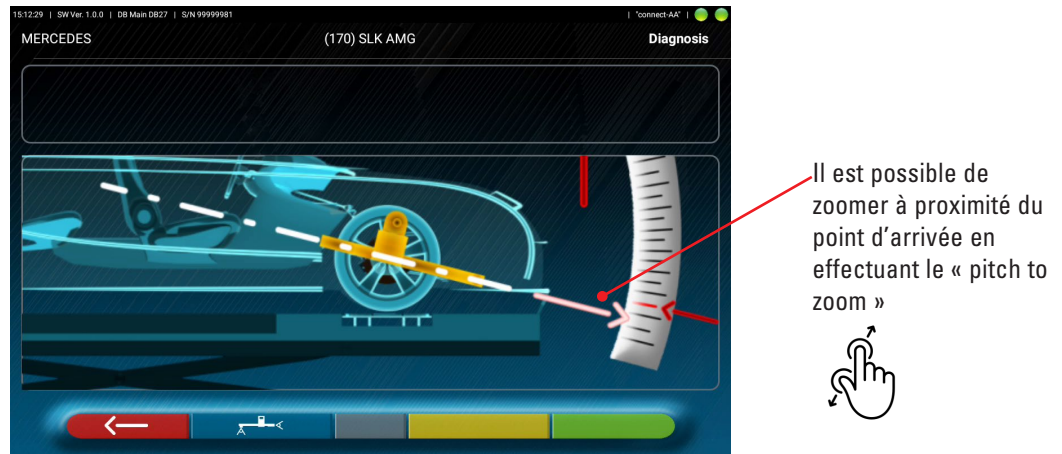 15:12:29 | SW Ver. 1.0.0 | DB Main DB27 | S/N 99999981 | "connect-AA" |
MERCEDES (170) SLK AMG Diagnosis
Il est possible de
zoomer à proximité du
point d'arrivée en
effectuant le « pitch to
zoom »